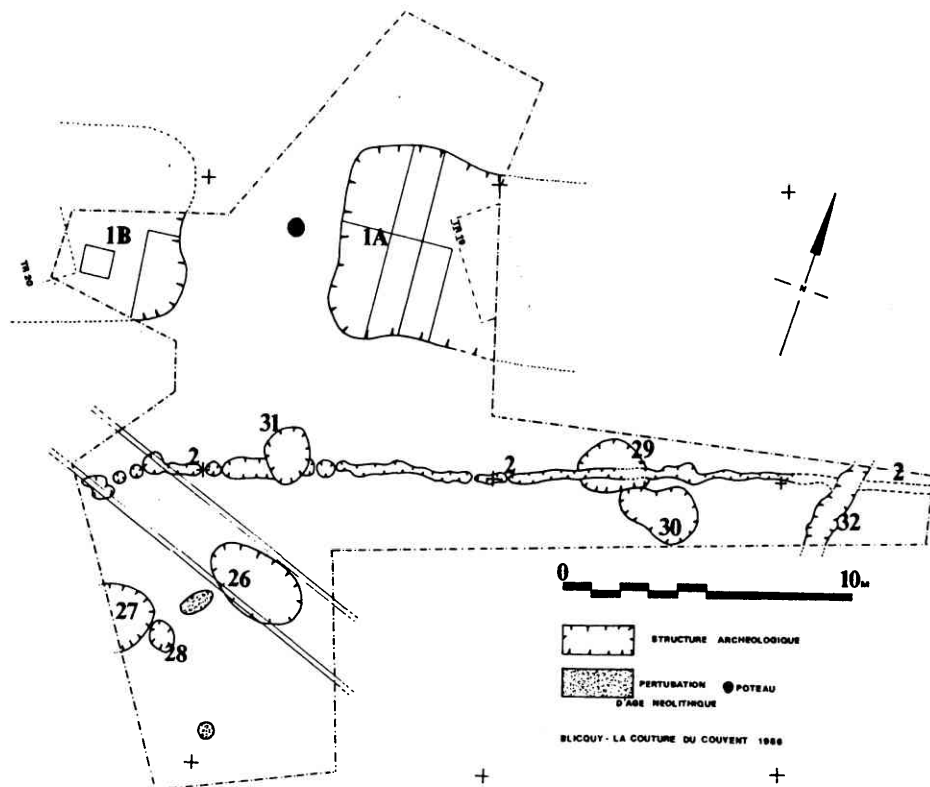 1B
TR 20
1A
TR 19
N
31
2
2
29
2
30
32
26
27
28
0
10 M
STRUCTURE ARCHEOLOGIQUE
PERTUBATION
D'AGE NEOLITHIQUE
POTEAU
BLICQUY - LA COUTURE DU COUVENT 1986